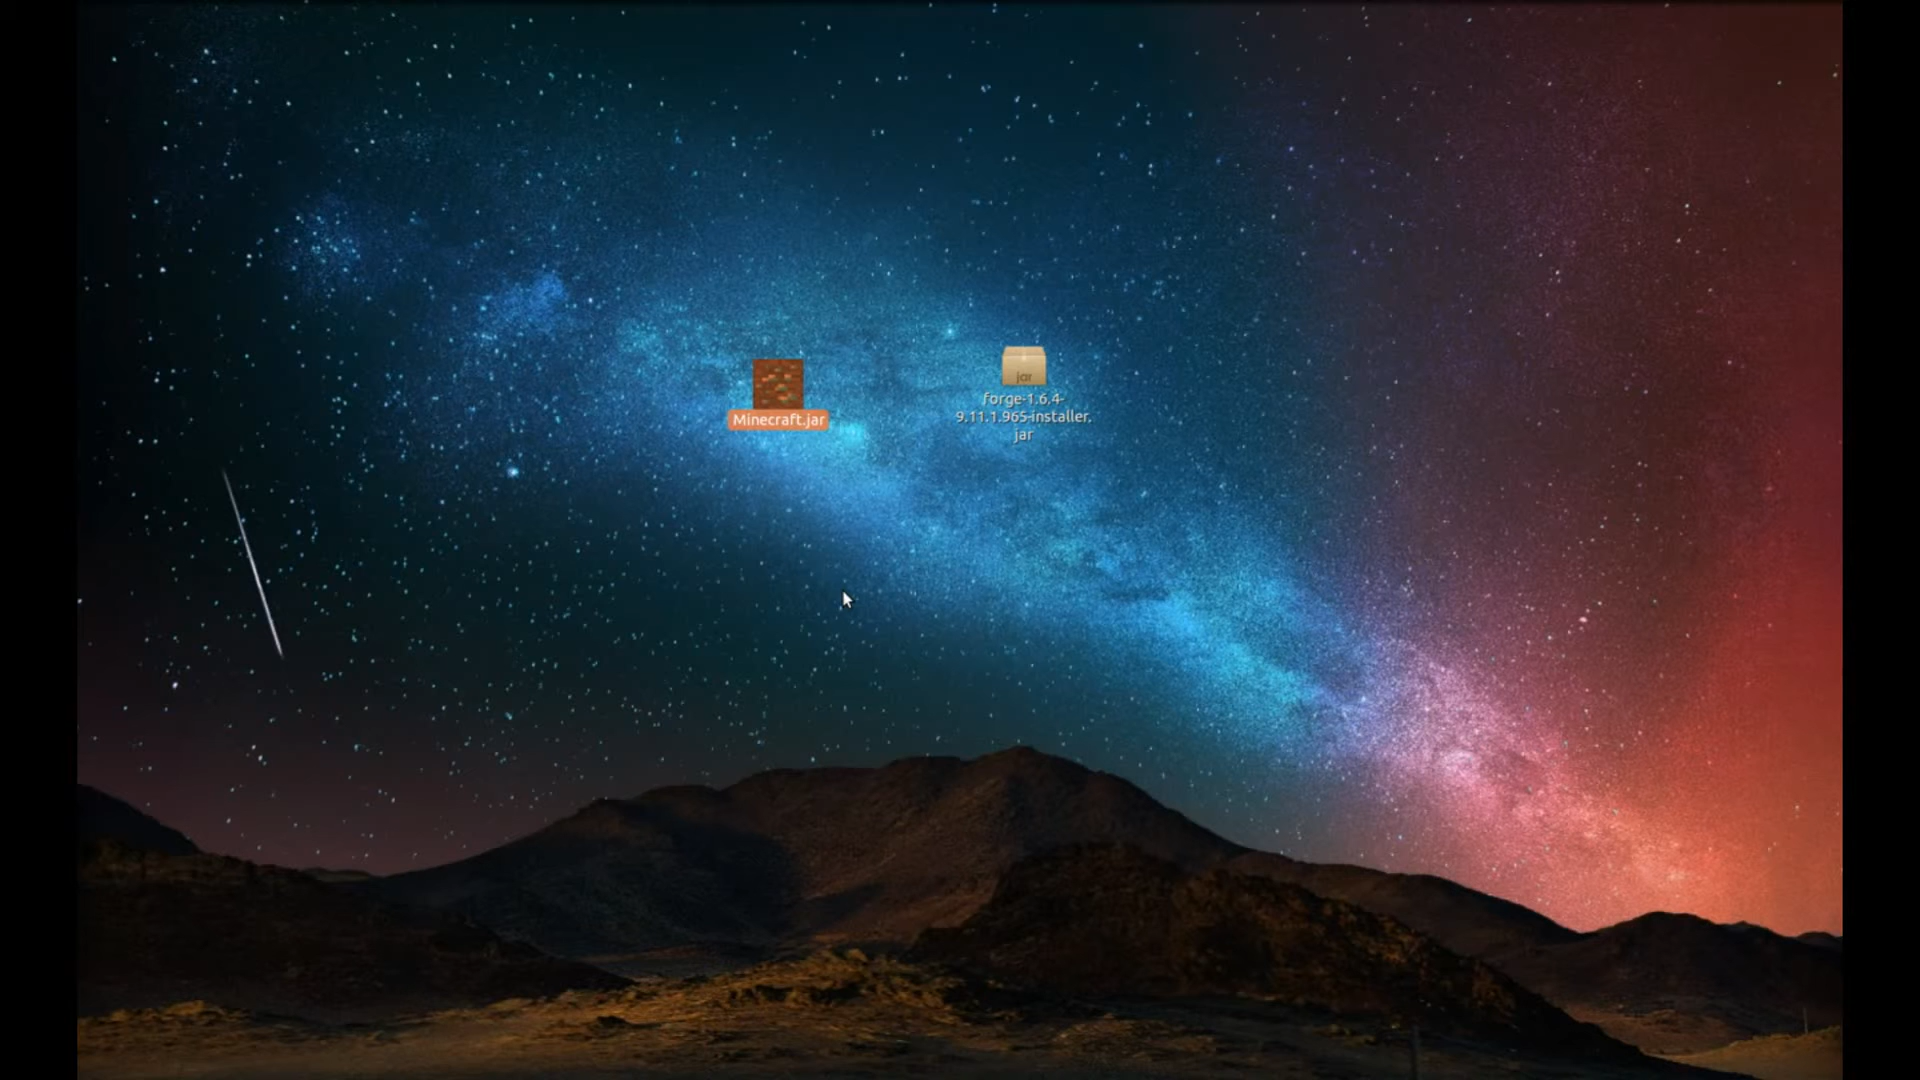 Minecraft.jar
jar
forge-1.6.4-
9.11.1.965-installer.
jar